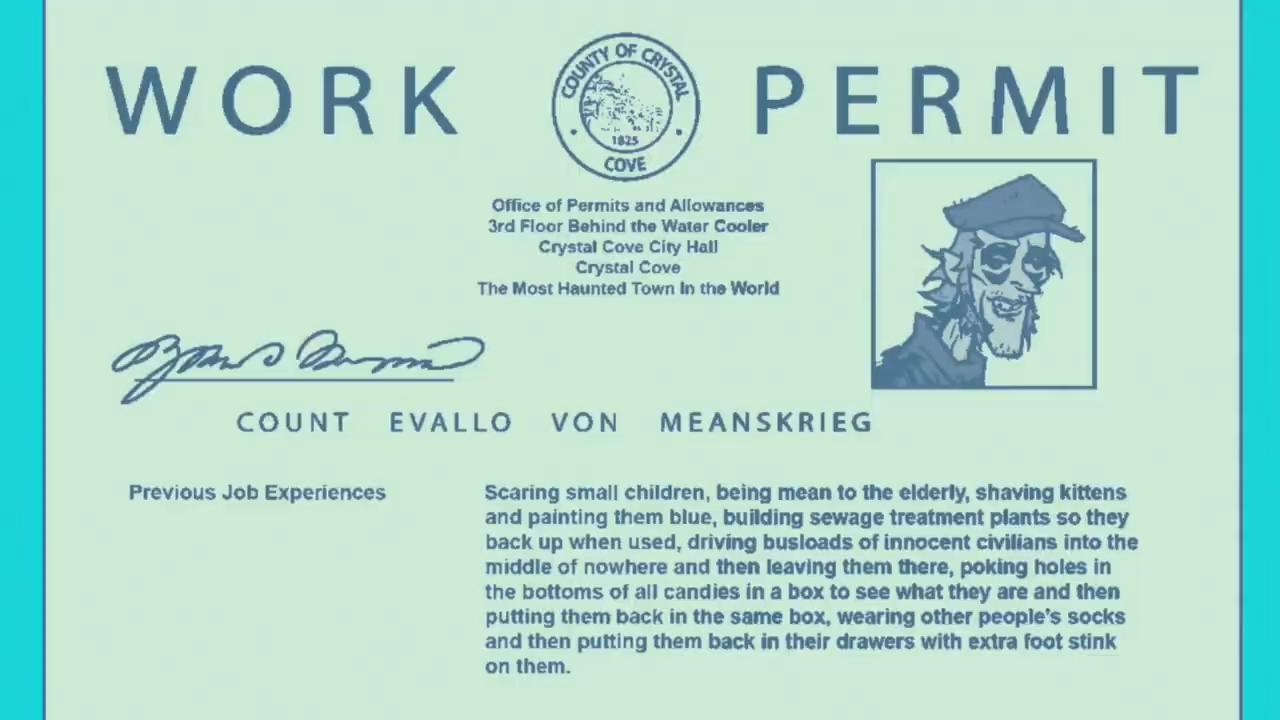 WORK PERMIT
COUNTY OF CRYSTAL
1825
COVE
Office of Permits and Allowances
3rd Floor Behind the Water Cooler
Crystal Cove City Hall
Crystal Cove
The Most Haunted Town In the World
COUNT EVALLO VON MEANSKRIEG
Previous Job Experiences
Scaring small children, being mean to the elderly, shaving kittens
and painting them blue, building sewage treatment plants so they
back up when used, driving busloads of innocent civilians into the
middle of nowhere and then leaving them there, poking holes in
the bottoms of all candies in a box to see what they are and then
putting them back in the same box, wearing other people's socks
and then putting them back in their drawers with extra foot stink
on them.